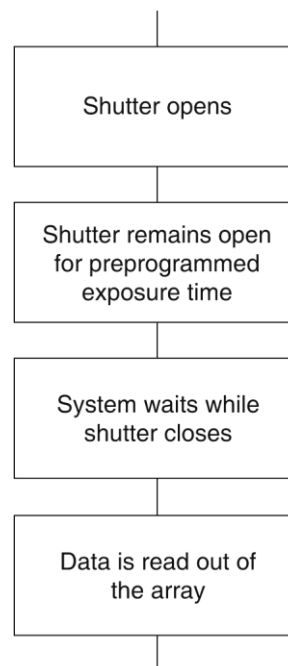 Shutter opens
Shutter remains open
for preprogrammed
exposure time
System waits while
shutter closes
Data is read out of
the array